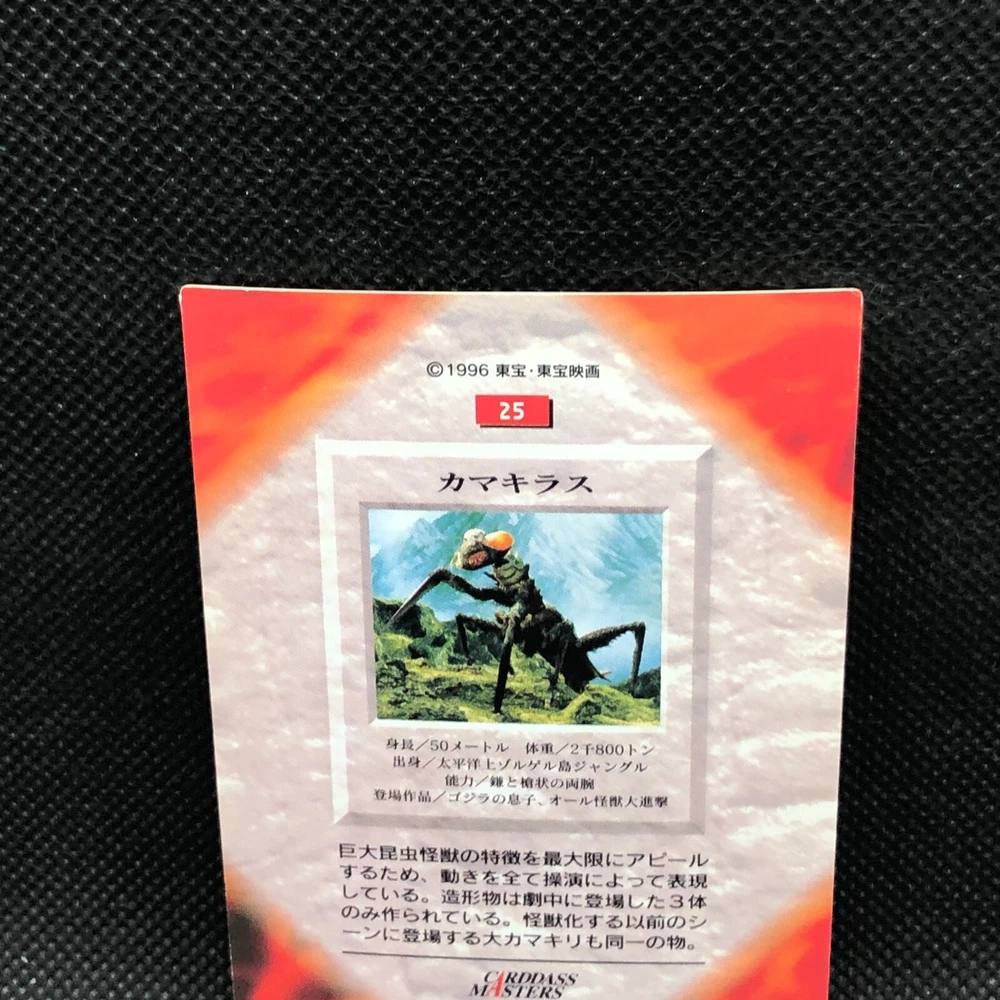 ©1996 東宝・東宝映画
25
カマキラス
身長／50メートル　体重／2千800トン
出身／太平洋上ゾルゲル島ジャングル
能力／鎌と槍状の両腕
登場作品／ゴジラの息子、オール怪獣大進撃
巨大昆虫怪獣の特徴を最大限にアピール
するため、動きを全て操演によって表現
している。造形物は劇中に登場した３体
のみ作られている。怪獣化する以前のシ
ーンに登場する大カマキリも同一の物。
CARDDASS
MASTERS